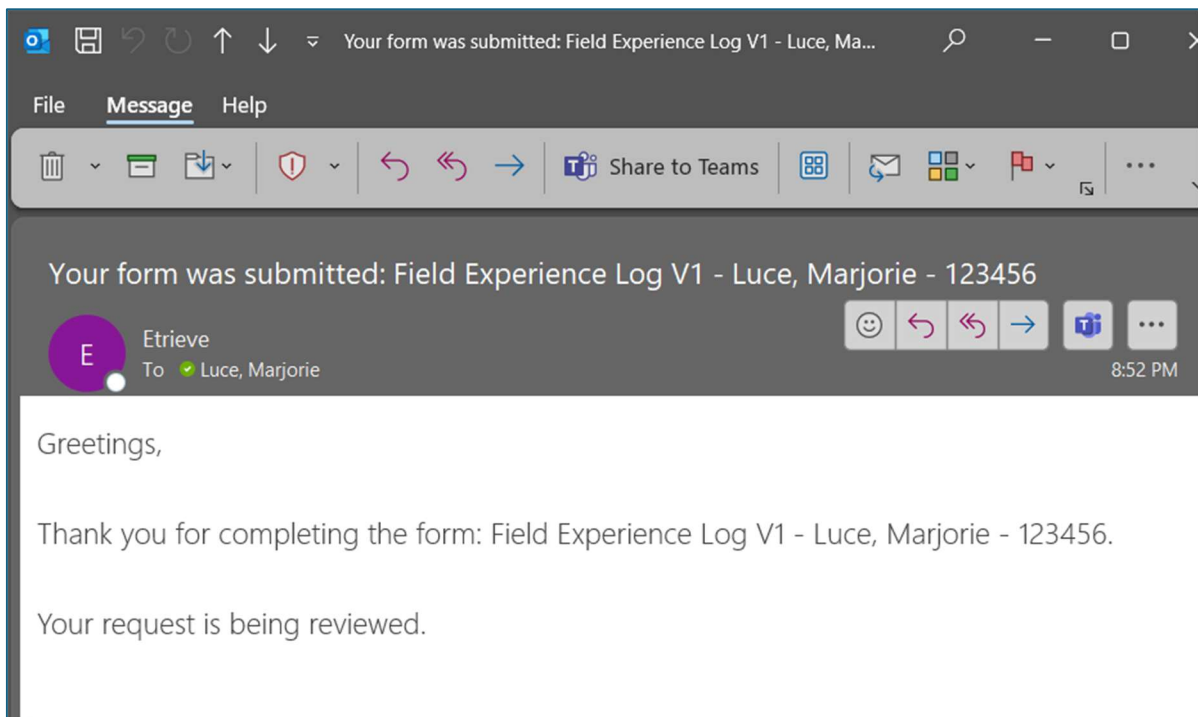 Your form was submitted: Field Experience Log V1 - Luce, Ma...
File Message Help
Share to Teams
Your form was submitted: Field Experience Log V1 - Luce, Marjorie - 123456
E
Etrieve
To Luce, Marjorie
8:52 PM
Greetings,
Thank you for completing the form: Field Experience Log V1 - Luce, Marjorie - 123456.
Your request is being reviewed.